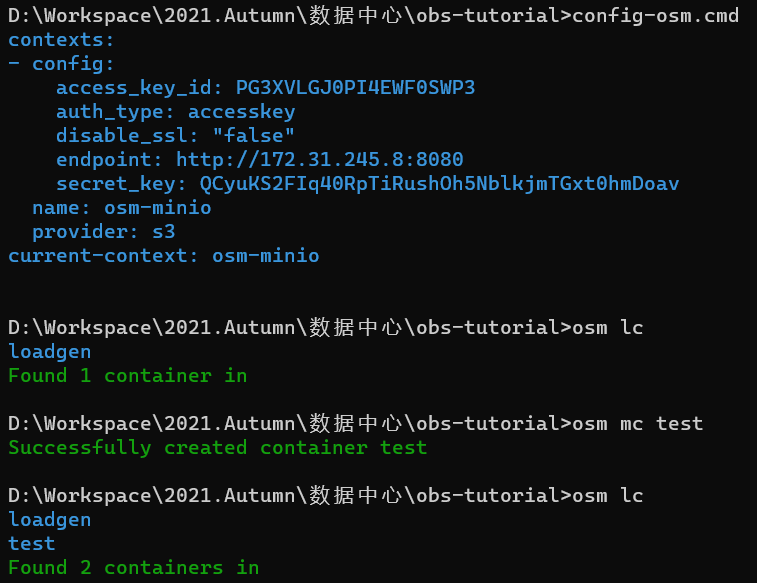 D:\Workspace\2021.Autumn\数据中心\obs-tutorial>config-osm.cmd
contexts:
- config:
    access_key_id: PG3XVLGJ0PI4EWF0SWP3
    auth_type: accesskey
    disable_ssl: "false"
    endpoint: http://172.31.245.8:8080
    secret_key: QCyuKS2FIq40RpTiRushOh5NblkjmTGxt0hmDoav
  name: osm-minio
  provider: s3
current-context: osm-minio
D:\Workspace\2021.Autumn\数据中心\obs-tutorial>osm lc
loadgen
Found 1 container in
D:\Workspace\2021.Autumn\数据中心\obs-tutorial>osm mc test
Successfully created container test
D:\Workspace\2021.Autumn\数据中心\obs-tutorial>osm lc
loadgen
test
Found 2 containers in